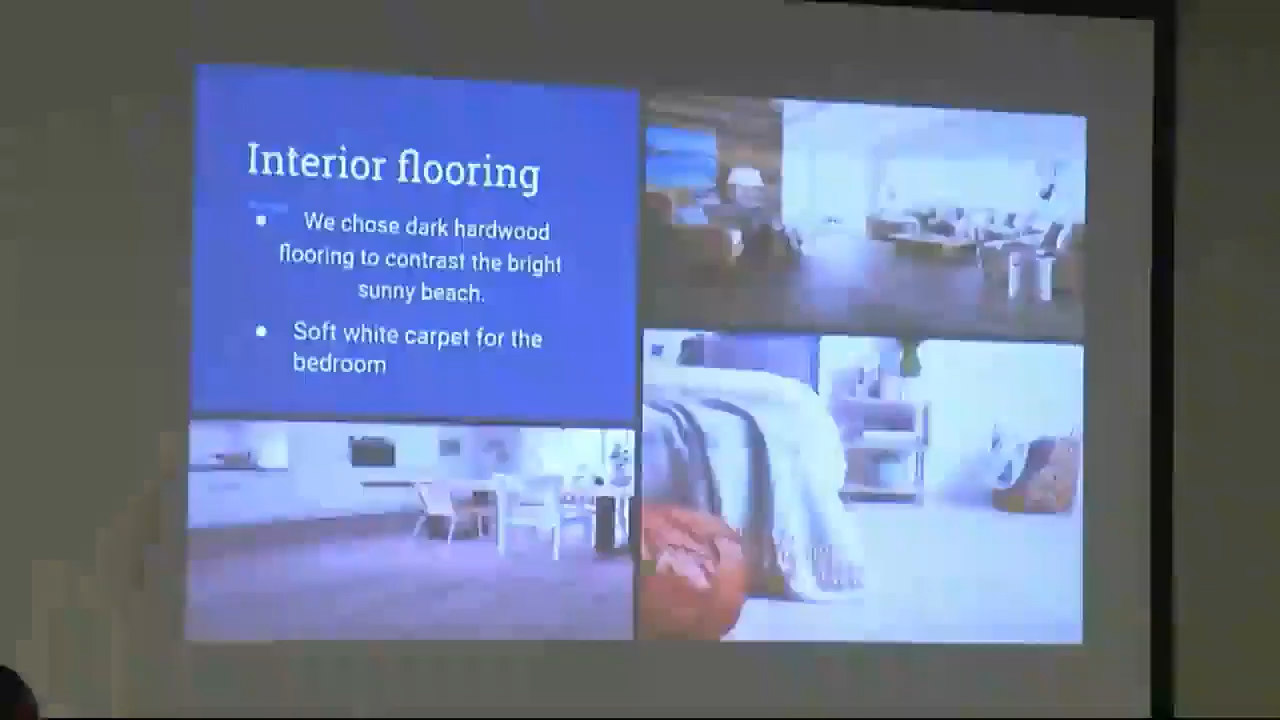 Interior flooring
• We chose dark hardwood
flooring to contrast the bright
sunny beach.
• Soft white carpet for the
bedroom